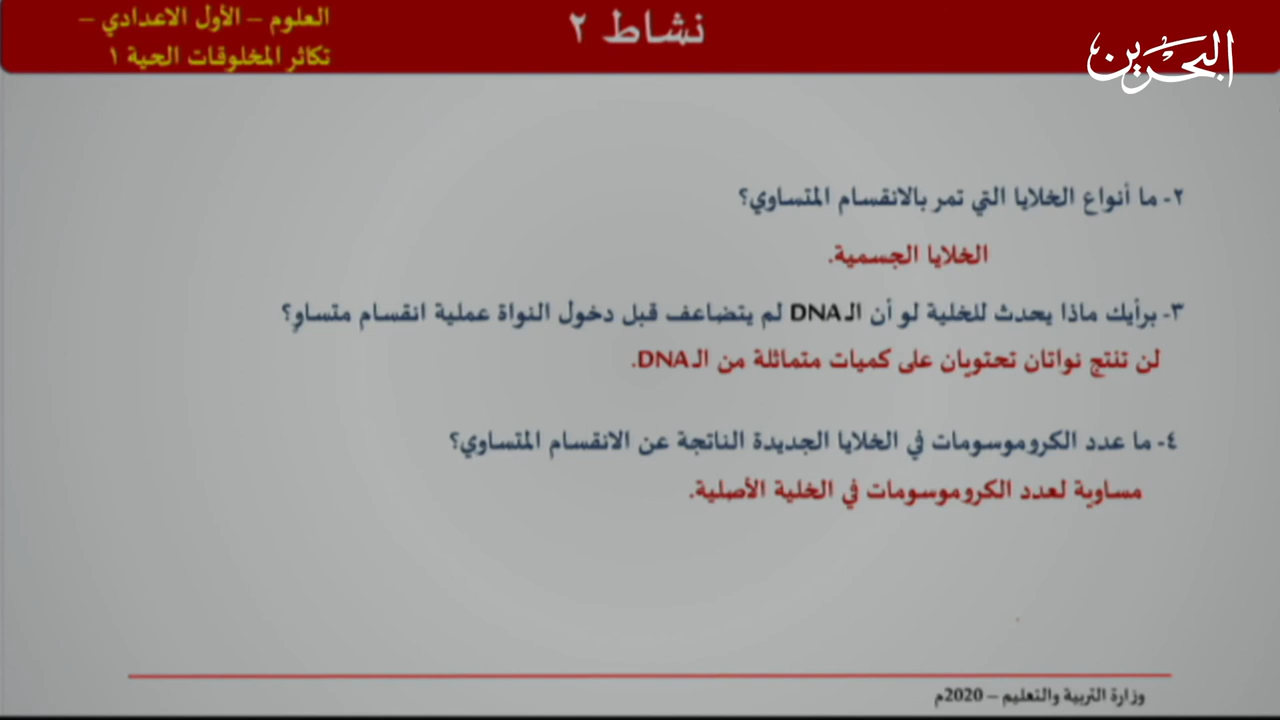 البحرين
نشاط ٢
العلوم – الأول الاعدادي –
تكاثر المخلوقات الحية ١
٢- ما أنواع الخلايا التي تمر بالانقسام المتساوي؟
الخلايا الجسمية.
٣- برأيك ماذا يحدث للخلية لو أن الـDNA لم يتضاعف قبل دخول النواة عملية انقسام متساوٍ؟
لن تنتج نواتان تحتويان على كميات متماثلة من الـDNA.
٤- ما عدد الكروموسومات في الخلايا الجديدة الناتجة عن الانقسام المتساوي؟
مساوية لعدد الكروموسومات في الخلية الأصلية.
وزارة التربية والتعليم – 2020م